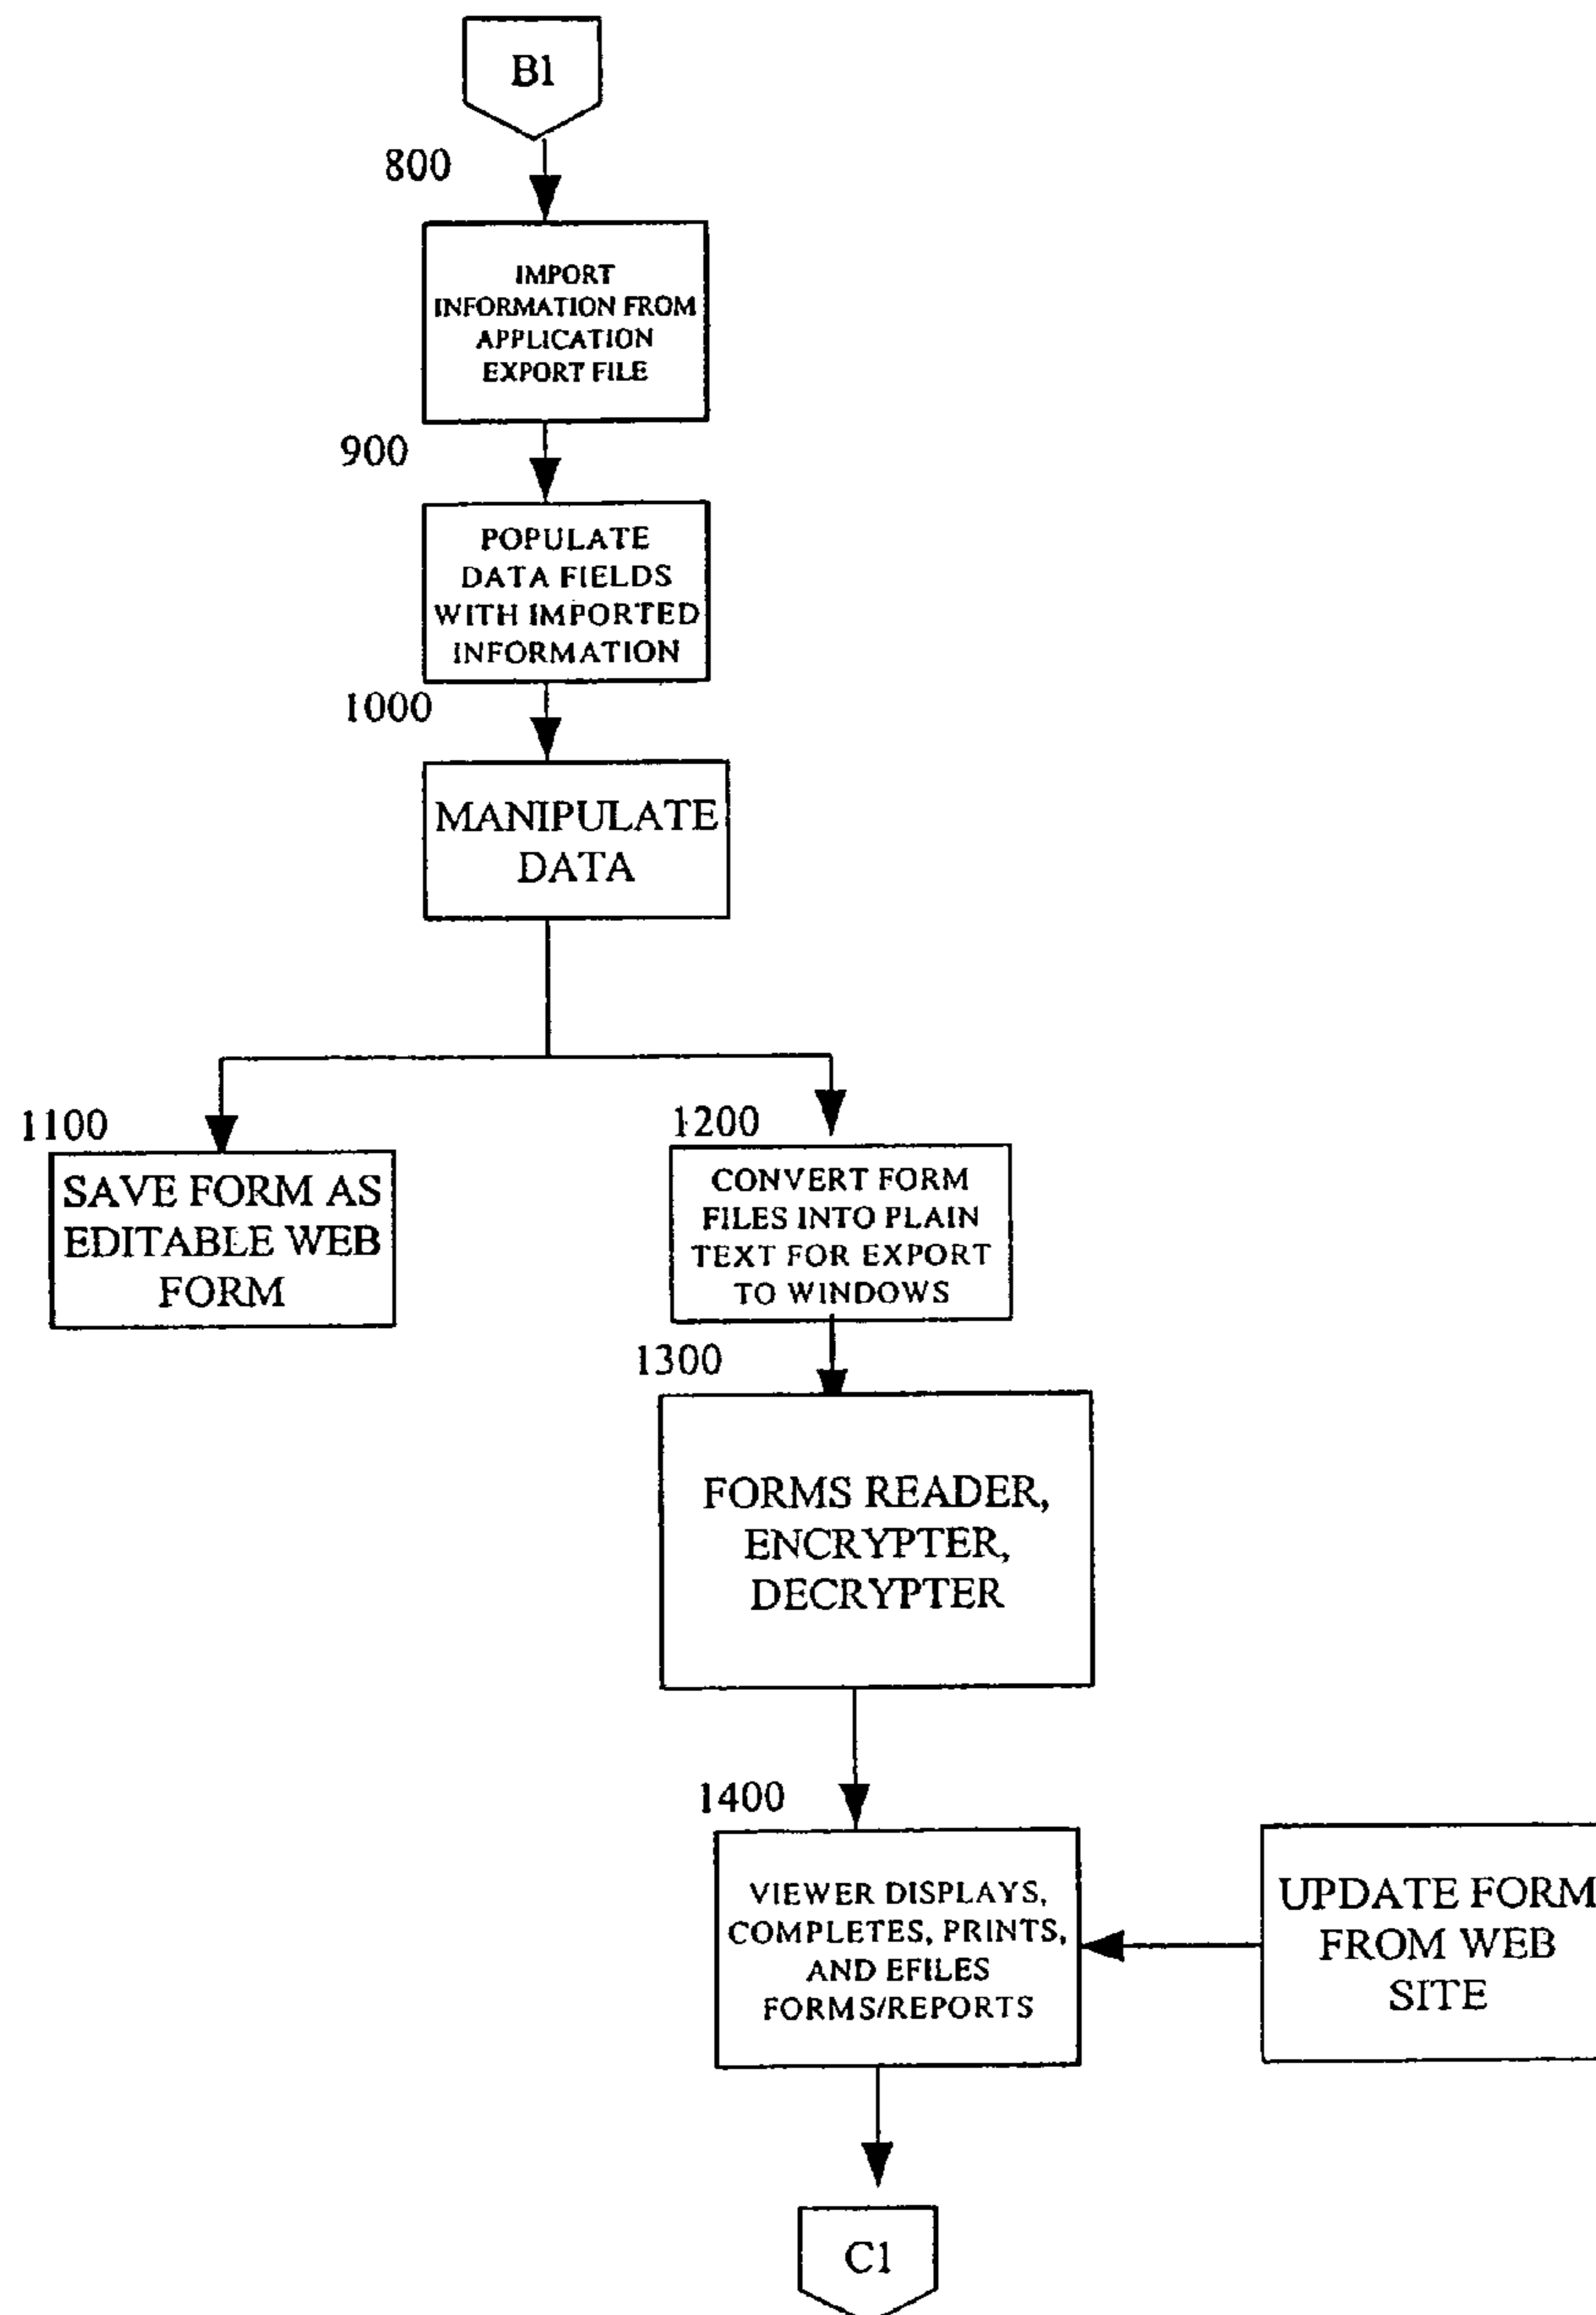 B1
800
IMPORT
INFORMATION FROM
APPLICATION
EXPORT FILE
900
POPULATE
DATA FIELDS
WITH IMPORTED
INFORMATION
1000
MANIPULATE
DATA
1100
SAVE FORM AS
EDITABLE WEB
FORM
1200
CONVERT FORM
FILES INTO PLAIN
TEXT FOR EXPORT
TO WINDOWS
1300
FORMS READER,
ENCRYPTER,
DECRYPTER
1400
VIEWER DISPLAYS,
COMPLETES, PRINTS,
AND EFILES
FORMS/REPORTS
UPDATE FORM
FROM WEB
SITE
C1